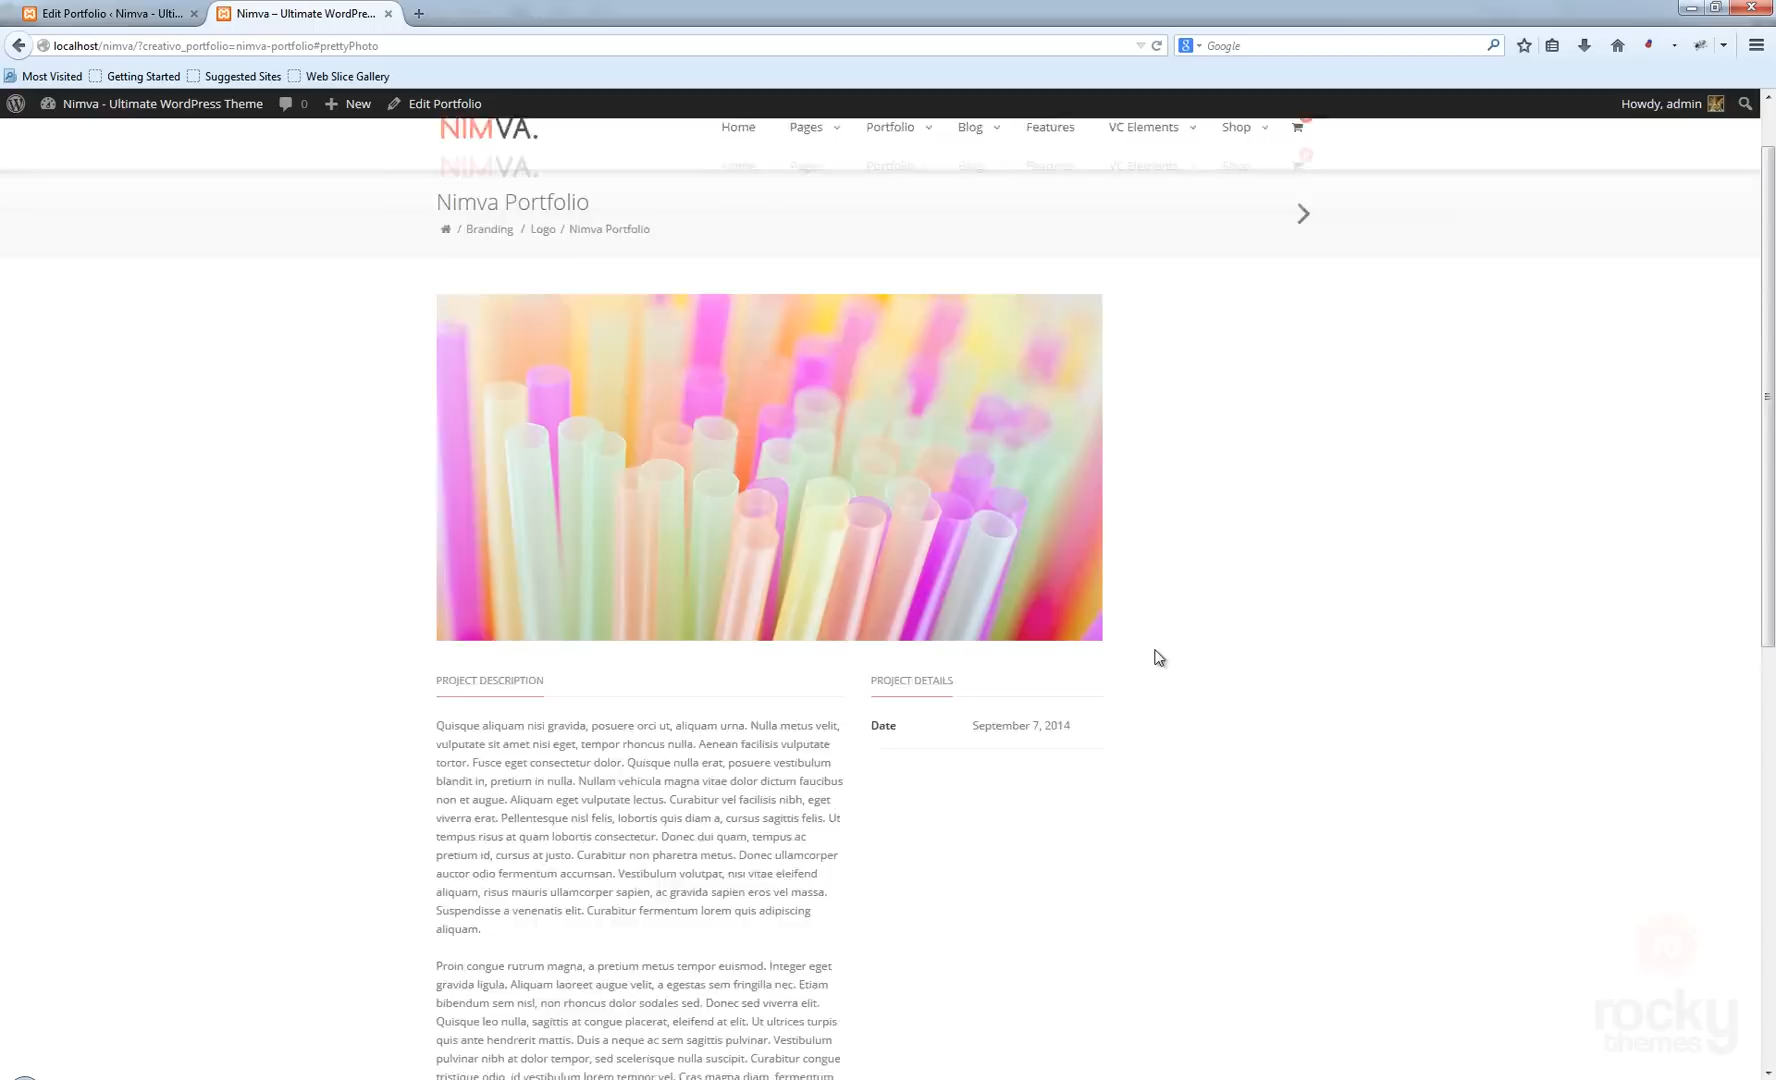 Edit Portfolio ‹ Nimva - Ulti...
Nimva – Ultimate WordPre...
localhost/nimva/?creativo_portfolio=nimva-portfolio#prettyPhoto
Google
Most Visited
Getting Started
Suggested Sites
Web Slice Gallery
Nimva - Ultimate WordPress Theme
0
New
Edit Portfolio
Howdy, admin
NIMVA.
Home
Pages
Portfolio
Blog
Features
VC Elements
Shop
NIMVA.
Home
Pages
Portfolio
Blog
Features
VC Elements
Shop
Nimva Portfolio
/ Branding / Logo / Nimva Portfolio
PROJECT DESCRIPTION
Quisque aliquam nisi gravida, posuere orci ut, aliquam urna. Nulla metus velit,
vulputate sit amet nisi eget, tempor rhoncus nulla. Aenean facilisis vulputate
tortor. Fusce eget consectetur dolor. Quisque nulla erat, posuere vestibulum
blandit in, pretium in nulla. Nullam vehicula magna vitae dolor dictum faucibus
non et augue. Aliquam eget vulputate lectus. Curabitur vel facilisis nibh, eget
viverra erat. Pellentesque nisl felis, lobortis quis diam a, cursus sagittis felis. Ut
tempus risus at quam lobortis consectetur. Donec dui quam, tempus ac
pretium id, cursus at justo. Curabitur non pharetra metus. Donec ullamcorper
auctor odio fermentum accumsan. Vestibulum volutpat, nisi vitae eleifend
aliquam, risus mauris ullamcorper sapien, ac gravida sapien eros vel massa.
Suspendisse a venenatis elit. Curabitur fermentum lorem quis adipiscing
aliquam.
Proin congue rutrum magna, a pretium metus tempor euismod. Integer eget
gravida ligula. Aliquam laoreet augue velit, a egestas sem fringilla nec. Etiam
bibendum sem nisl, non rhoncus dolor sodales sed. Donec sed viverra elit.
Quisque leo nulla, sagittis at congue placerat, eleifend at elit. Ut ultrices turpis
quis ante hendrerit mattis. Duis a neque ac sem sagittis pulvinar. Vestibulum
pulvinar nibh at dolor tempor, sed scelerisque nulla suscipit. Curabitur congue
tristique odio, id vestibulum lorem tempor vel. Cras magna diam, fermentum
PROJECT DETAILS
Date
September 7, 2014
rocky
themes